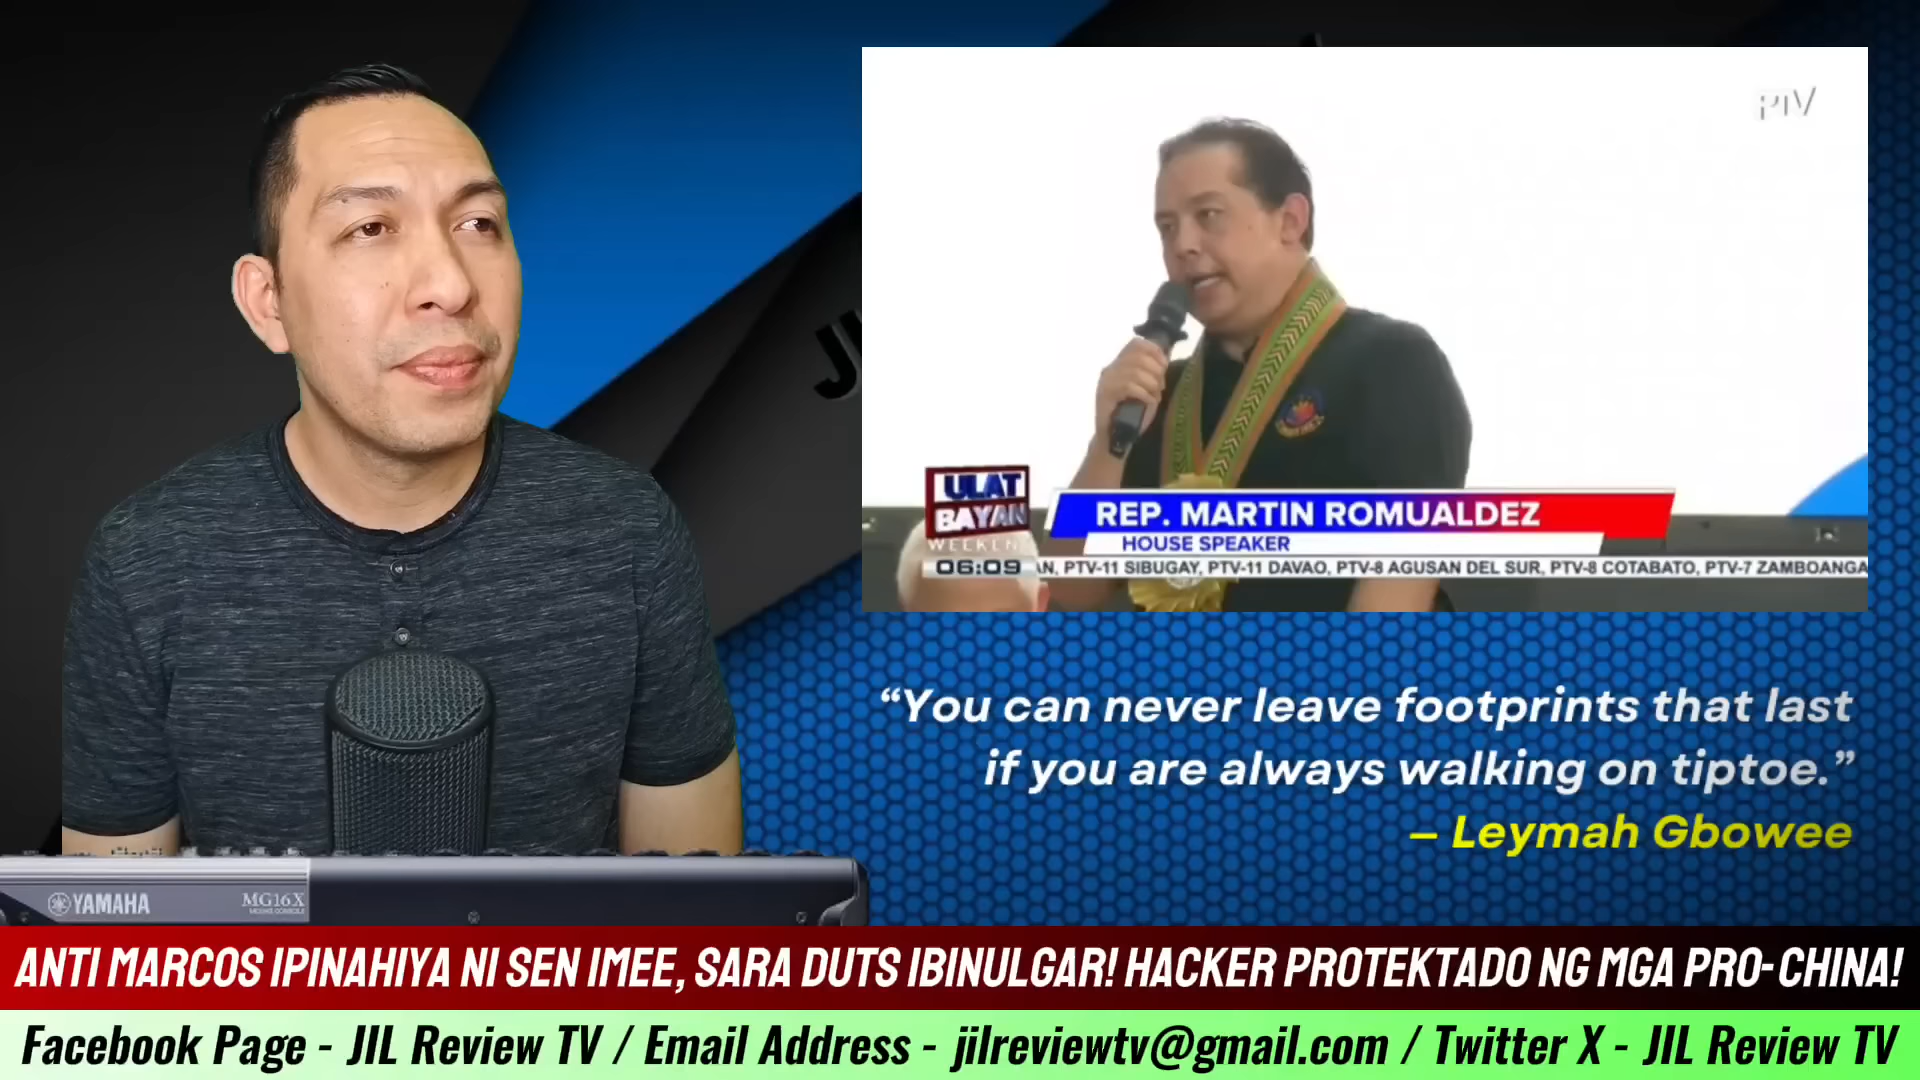 PTV
ULAT
BAYAN
REP. MARTIN ROMUALDEZ
HOUSE SPEAKER
06:09
AN, PTV-11 SIBUGAY, PTV-11 DAVAO, PTV-8 AGUSAN DEL SUR, PTV-8 COTABATO, PTV-7 ZAMBOANGA
“You can never leave footprints that last
if you are always walking on tiptoe.”
– Leymah Gbowee
YAMAHA
MG16X
MIXING CONSOLE
ANTI MARCOS IPINAHIYA NI SEN IMEE, SARA DUTS IBINULGAR! HACKER PROTEKTADO NG MGA PRO-CHINA!
Facebook Page - JIL Review TV / Email Address - jilreviewtv@gmail.com / Twitter X - JIL Review TV